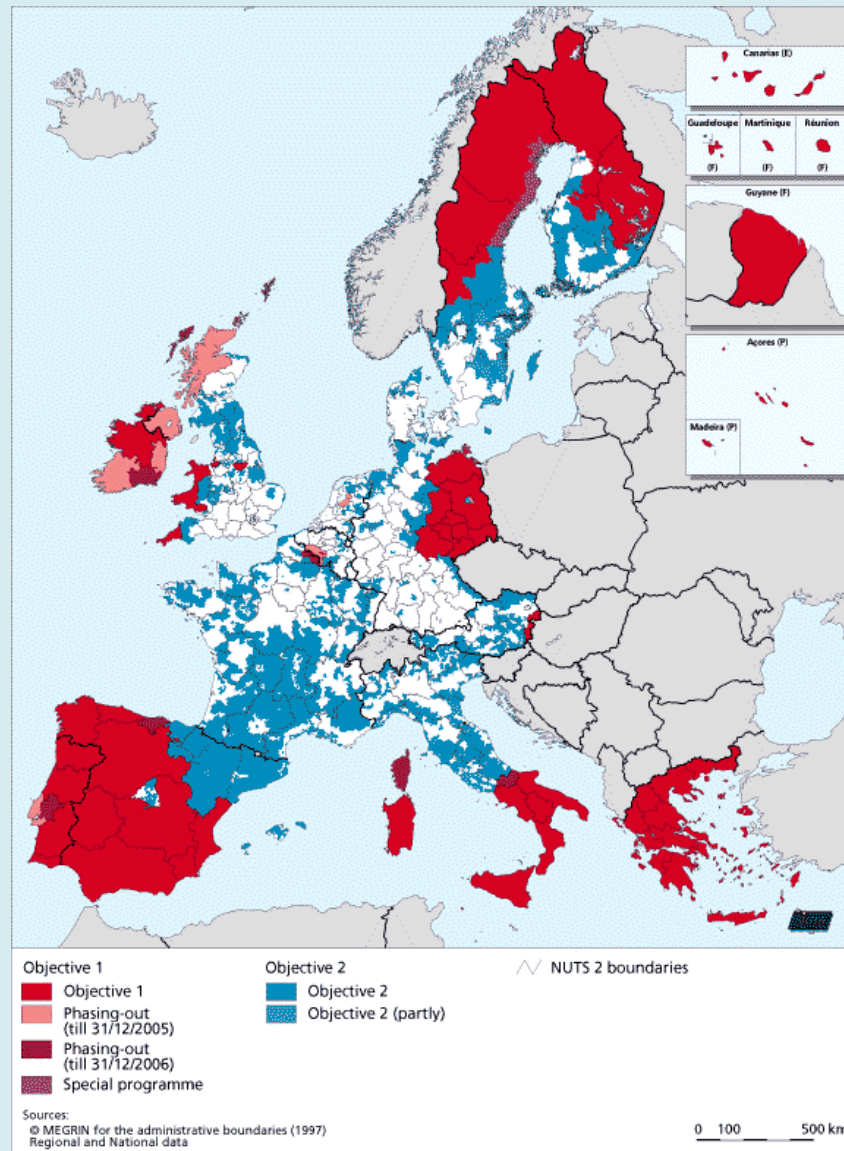 Canarias (E)
Guadeloupe
Martinique
Réunion
(F)
(F)
(F)
Guyane (F)
Açores (P)
Madeira (P)
Objective 1
Objective 1
Phasing-out
(till 31/12/2005)
Phasing-out
(till 31/12/2006)
Special programme
Objective 2
Objective 2
Objective 2 (partly)
NUTS 2 boundaries
Sources:
© MEGRIN for the administrative boundaries (1997)
Regional and National data
0 100 500 km